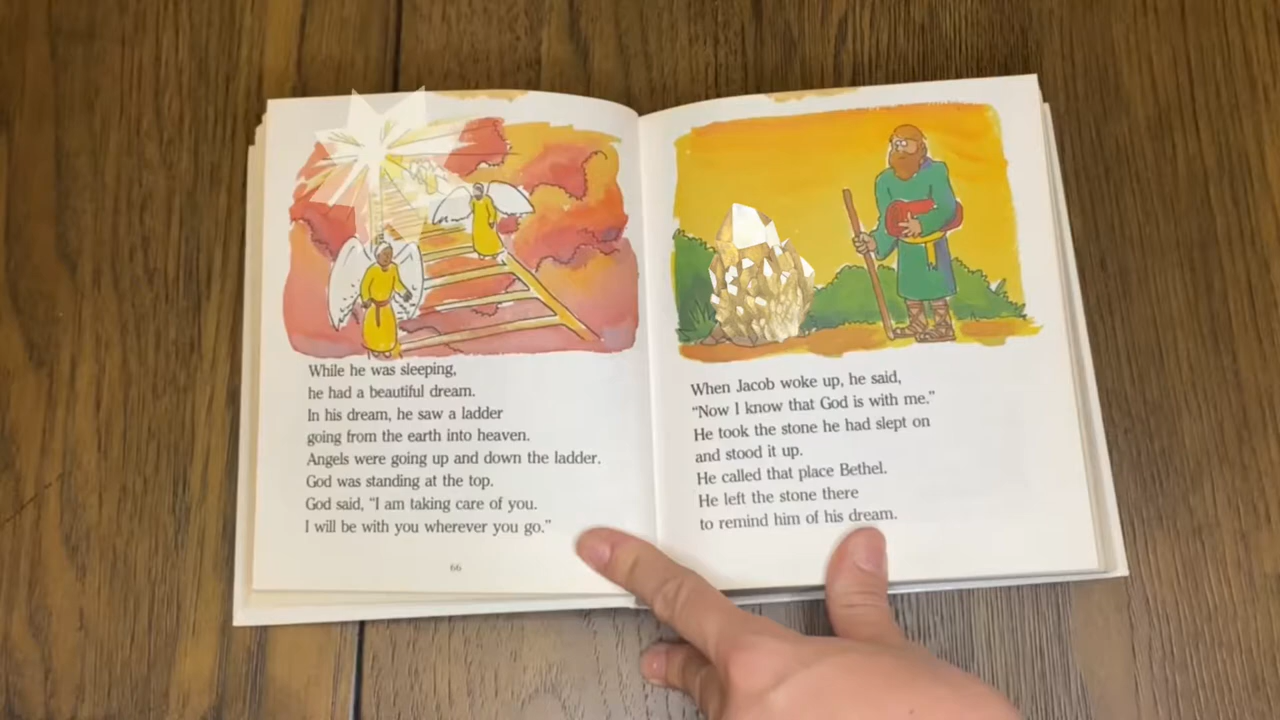 While he was sleeping,
he had a beautiful dream.
In his dream, he saw a ladder
going from the earth into heaven.
Angels were going up and down the ladder.
God was standing at the top.
God said, “I am taking care of you.
I will be with you wherever you go.”
66
When Jacob woke up, he said,
“Now I know that God is with me.”
He took the stone he had slept on
and stood it up.
He called that place Bethel.
He left the stone there
to remind him of his dream.